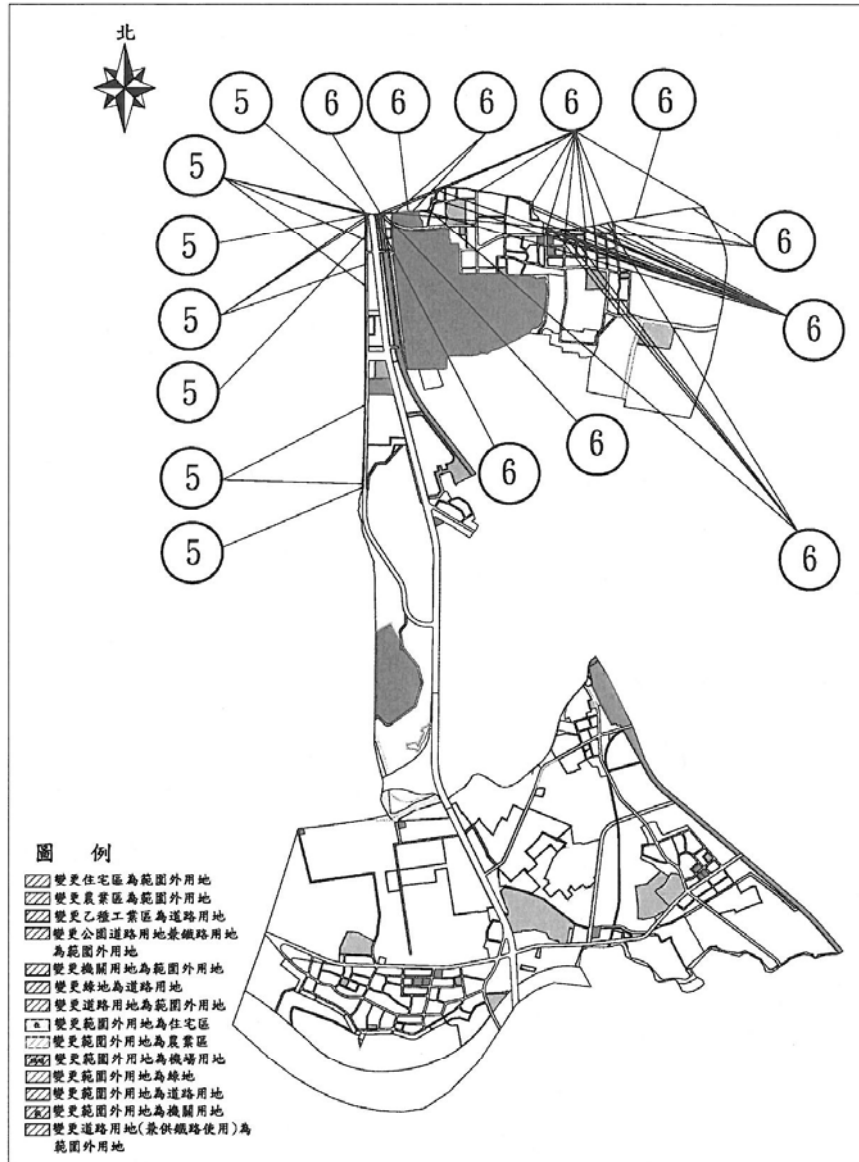 北
5
6
6
6
6
6
5
5
6
5
6
5
6
6
5
5
6
圖 例
變更住宅區為範圍外用地
變更農業區為範圍外用地
變更乙種工業區為道路用地
變更公園道路用地兼鐵路用地
為範圍外用地
變更機關用地為範圍外用地
變更綠地為道路用地
變更道路用地為範圍外用地
變更範圍外用地為住宅區
變更範圍外用地為農業區
變更範圍外用地為機場用地
變更範圍外用地為綠地
變更範圍外用地為道路用地
變更範圍外用地為機關用地
變更道路用地(兼供鐵路使用)為
範圍外用地